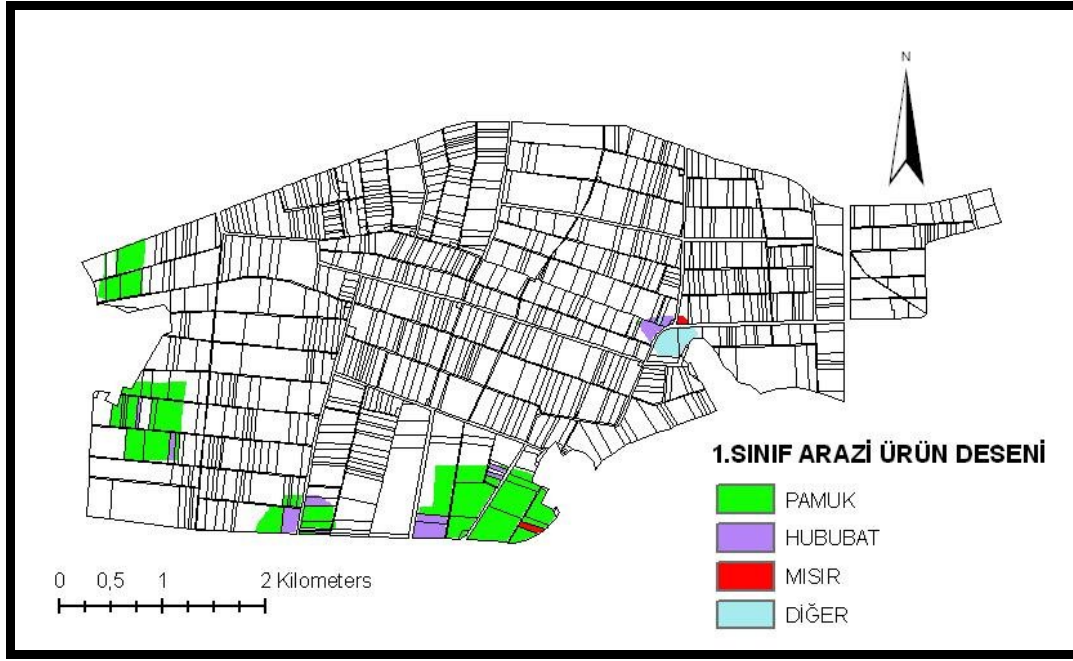 N
1.SINIF ARAZİ ÜRÜN DESENİ
PAMUK
HUBUBAT
MISIR
DİĞER
0 0,5 1 2 Kilometers